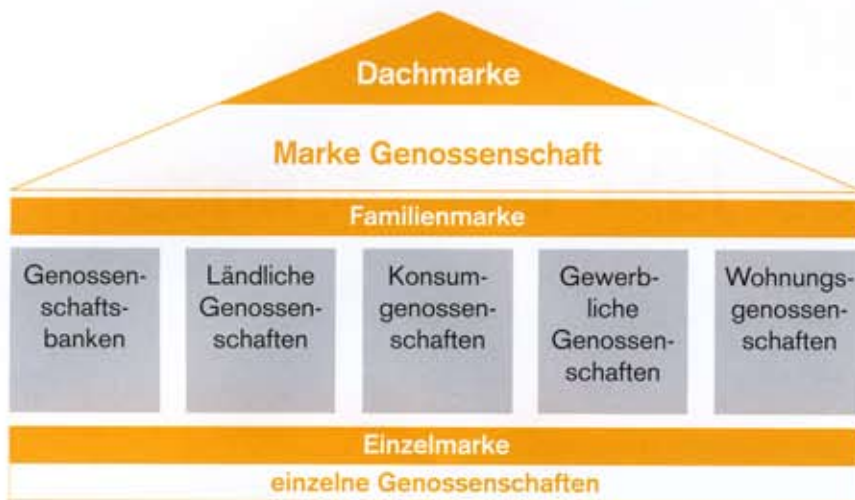 Dachmarke
Marke Genossenschaft
Familienmarke
Genossen-
schafts-
banken
Ländliche
Genossen-
schaften
Konsum-
genossen-
schaften
Gewerb-
liche
Genossen-
schaften
Wohnungs-
genossen-
schaften
Einzelmarke
einzelne Genossenschaften